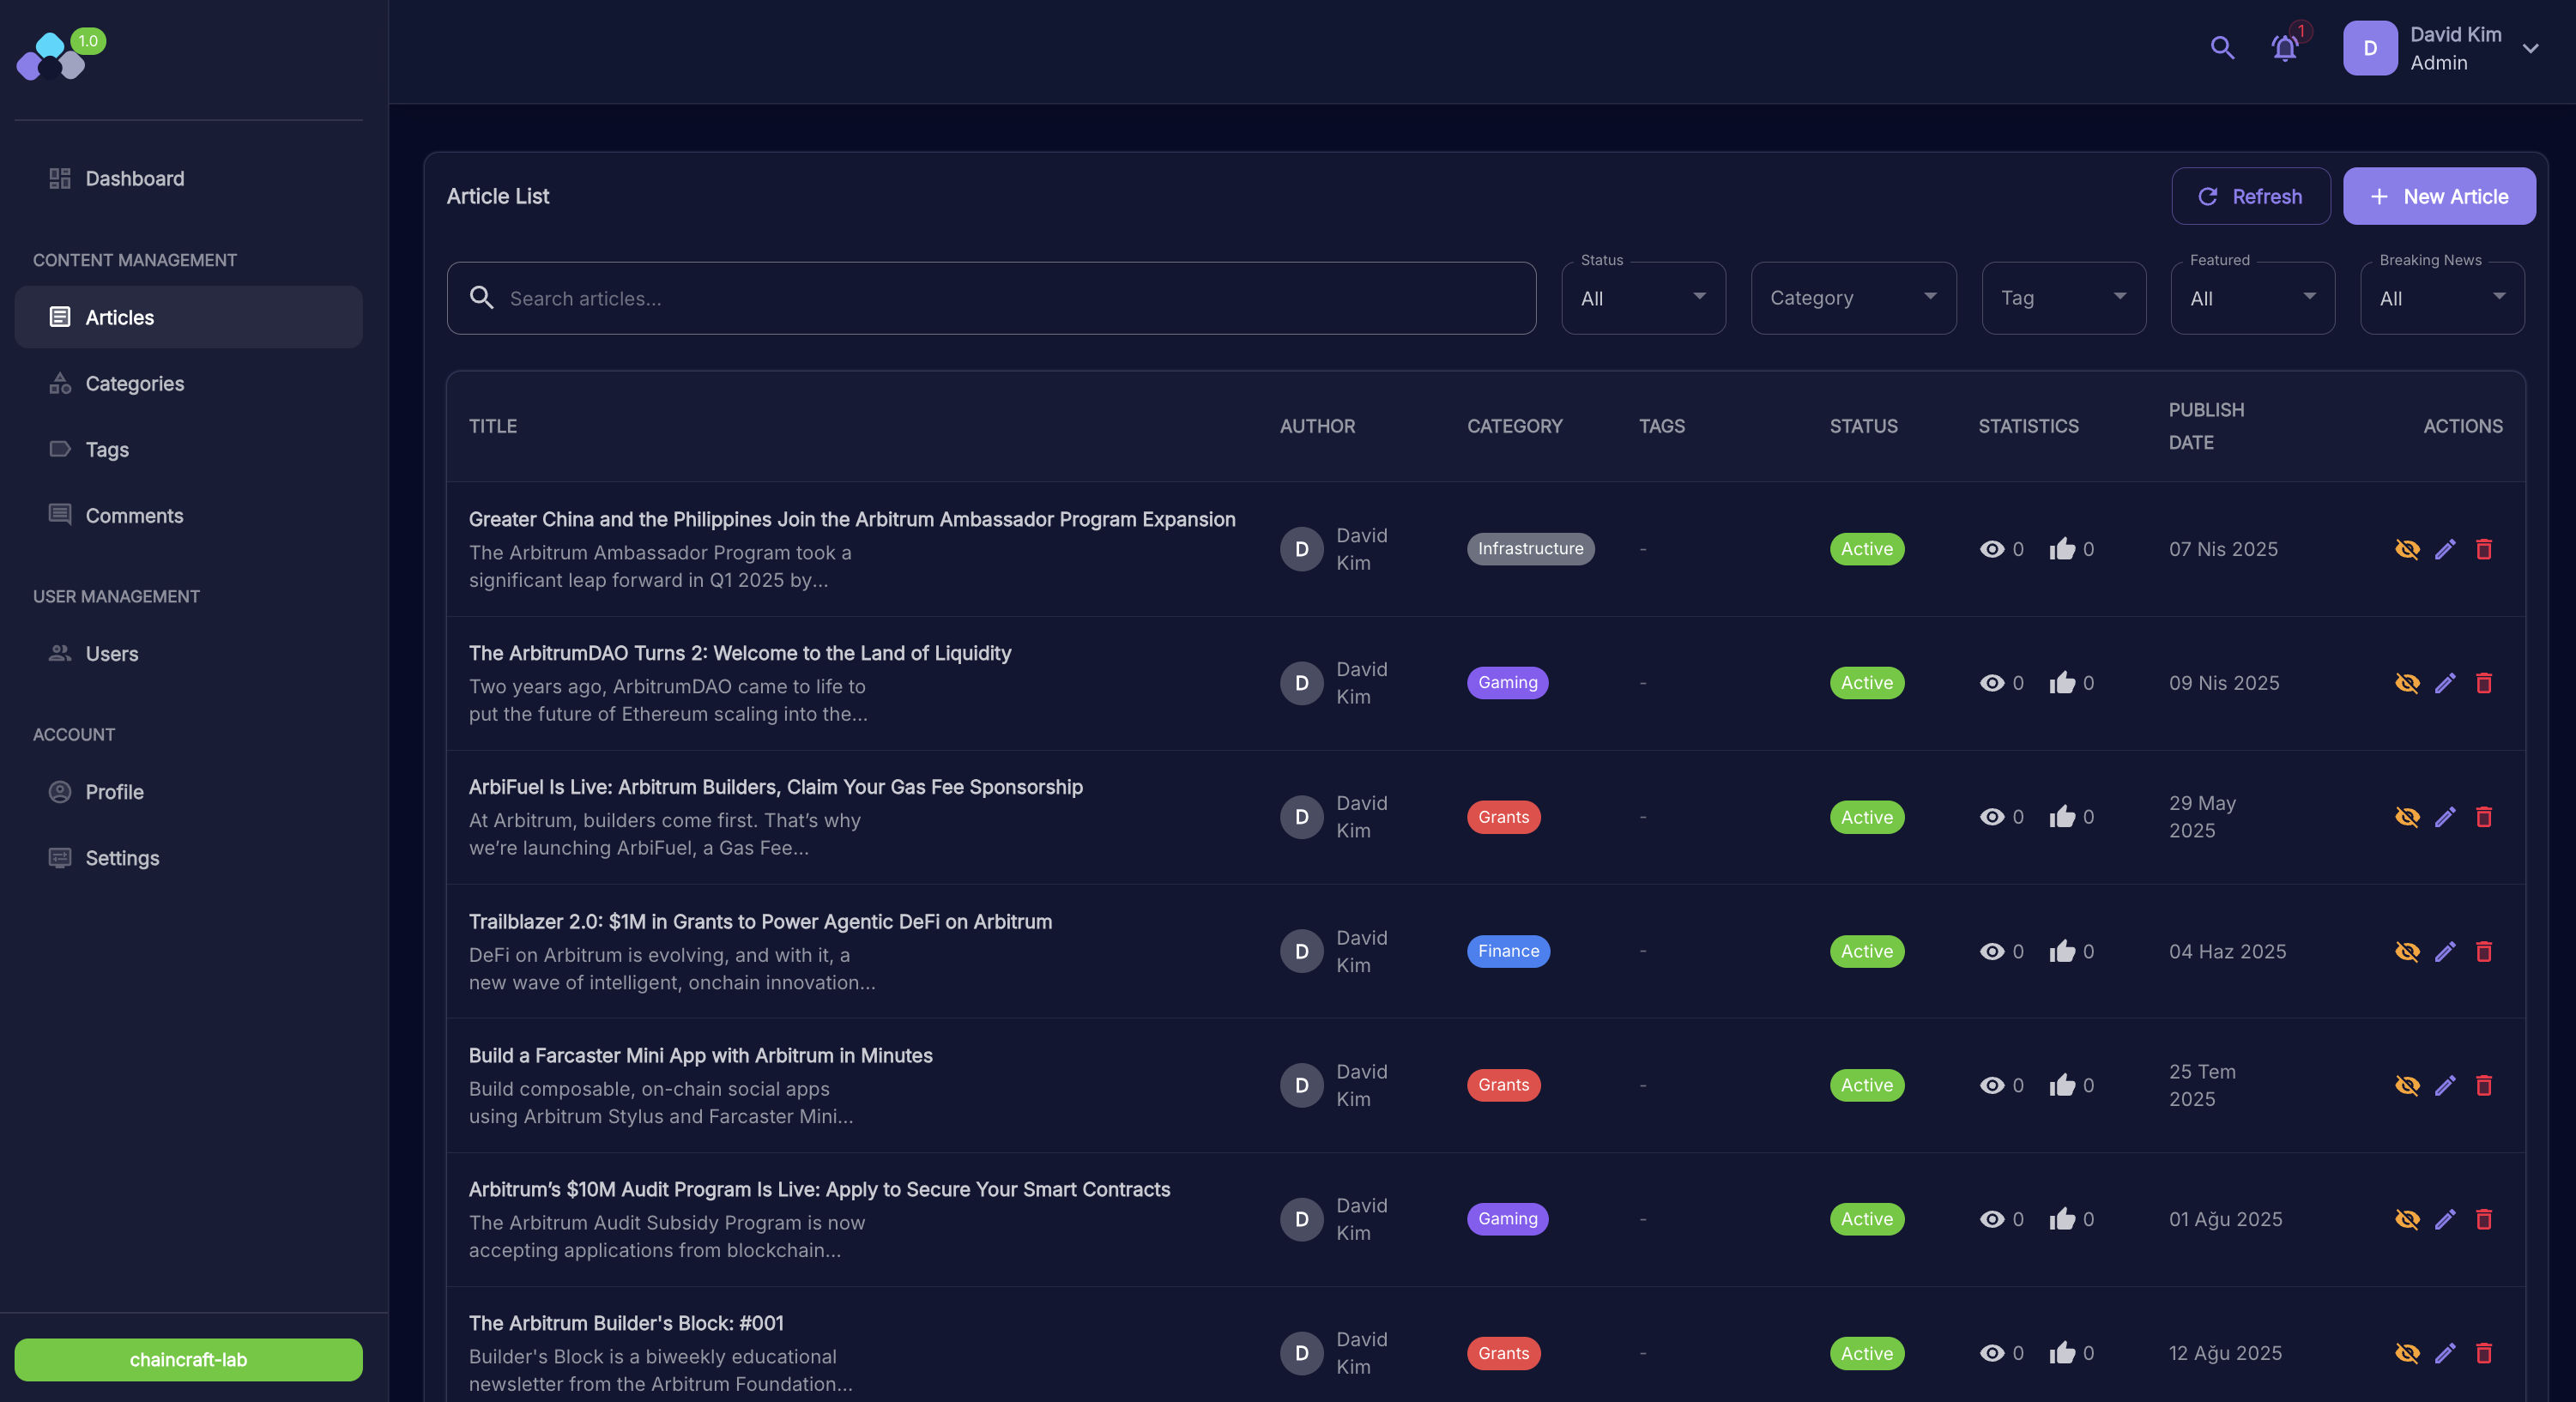 1.0
1
D
David Kim
Admin
Dashboard
CONTENT MANAGEMENT
Articles
Categories
Tags
Comments
USER MANAGEMENT
Users
ACCOUNT
Profile
Settings
chaincraft-lab
Article List
Refresh
New Article
Search articles...
Status
All
Category
Tag
Featured
All
Breaking News
All
TITLE
AUTHOR
CATEGORY
TAGS
STATUS
STATISTICS
PUBLISH
DATE
ACTIONS
Greater China and the Philippines Join the Arbitrum Ambassador Program Expansion
The Arbitrum Ambassador Program took a
significant leap forward in Q1 2025 by...
D
David
Kim
Infrastructure
-
Active
0
0
07 Nis 2025
The ArbitrumDAO Turns 2: Welcome to the Land of Liquidity
Two years ago, ArbitrumDAO came to life to
put the future of Ethereum scaling into the...
D
David
Kim
Gaming
-
Active
0
0
09 Nis 2025
ArbiFuel Is Live: Arbitrum Builders, Claim Your Gas Fee Sponsorship
At Arbitrum, builders come first. That’s why
we’re launching ArbiFuel, a Gas Fee...
D
David
Kim
Grants
-
Active
0
0
29 May
2025
Trailblazer 2.0: $1M in Grants to Power Agentic DeFi on Arbitrum
DeFi on Arbitrum is evolving, and with it, a
new wave of intelligent, onchain innovation...
D
David
Kim
Finance
-
Active
0
0
04 Haz 2025
Build a Farcaster Mini App with Arbitrum in Minutes
Build composable, on-chain social apps
using Arbitrum Stylus and Farcaster Mini...
D
David
Kim
Grants
-
Active
0
0
25 Tem
2025
Arbitrum’s $10M Audit Program Is Live: Apply to Secure Your Smart Contracts
The Arbitrum Audit Subsidy Program is now
accepting applications from blockchain...
D
David
Kim
Gaming
-
Active
0
0
01 Ağu 2025
The Arbitrum Builder's Block: #001
Builder's Block is a biweekly educational
newsletter from the Arbitrum Foundation...
D
David
Kim
Grants
-
Active
0
0
12 Ağu 2025